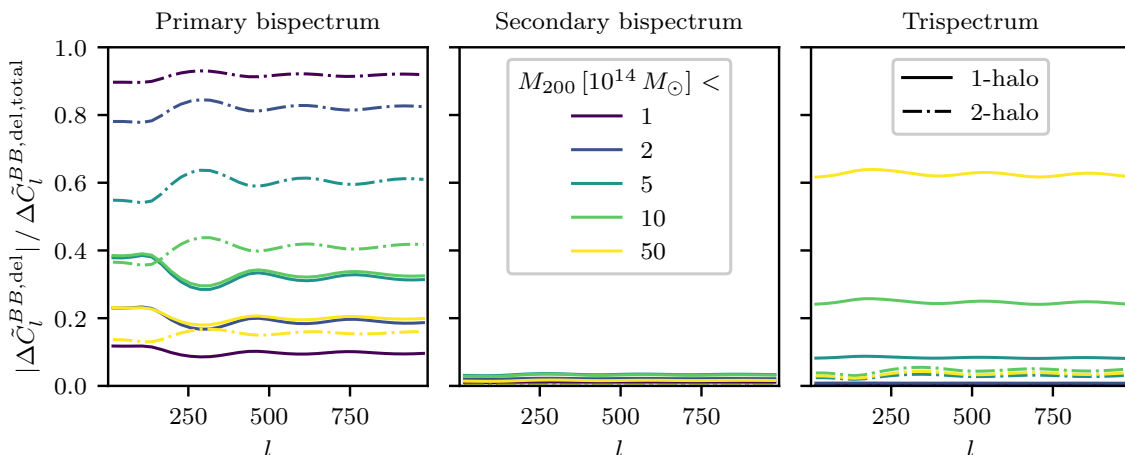 Primary bispectrum
Secondary bispectrum
Trispectrum
|ΔC̃_l^{BB,del}| / ΔC̃_l^{BB,del,total}
1.0
0.8
0.6
0.4
0.2
0.0
M_{200} [10^{14} M_⊙] <
1
2
5
10
50
1-halo
2-halo
250 500 750
250 500 750
250 500 750
l
l
l